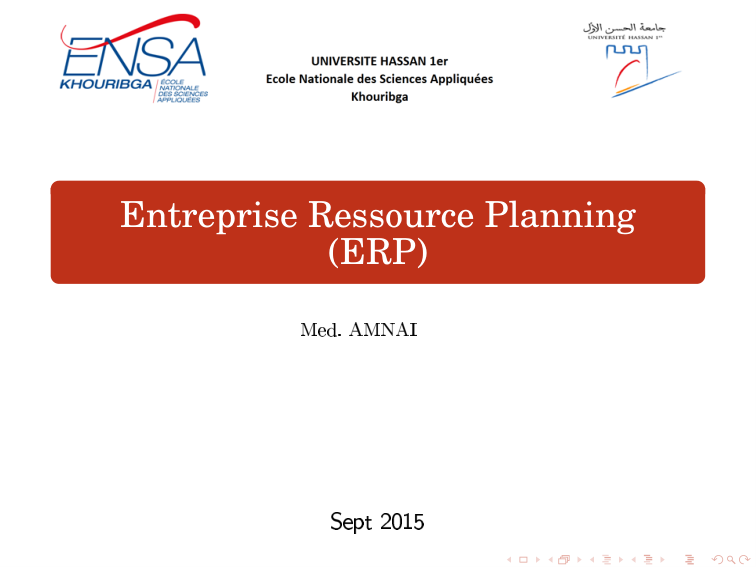 ENSA
KHOURIBGA
ÉCOLE
NATIONALE
DES SCIENCES
APPLIQUÉES
UNIVERSITE HASSAN 1er
Ecole Nationale des Sciences Appliquées
Khouribga
جامعة الحسن الأول
UNIVERSITÉ HASSAN 1er
Entreprise Ressource Planning
(ERP)
Med. AMNAI
Sept 2015